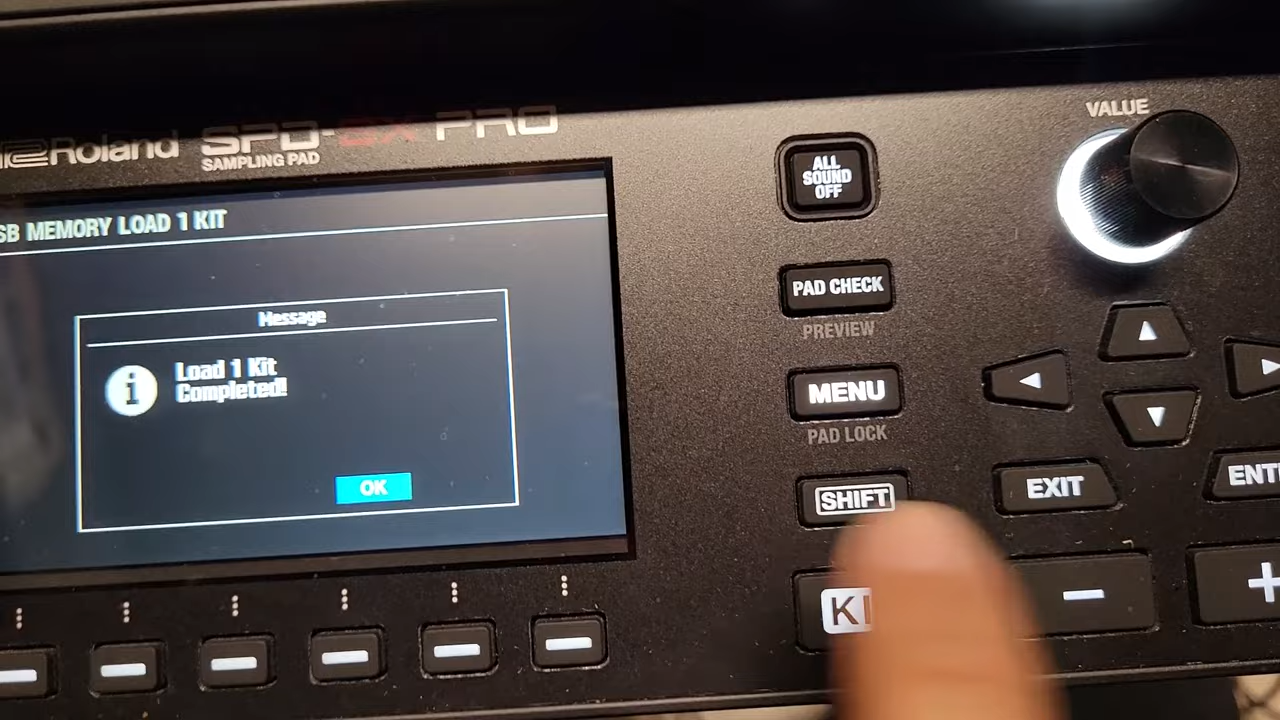 Roland SPD-SX PRO
SAMPLING PAD
SB MEMORY LOAD 1 KIT
Message
Load 1 Kit
Completed!
OK
VALUE
ALL
SOUND
OFF
PAD CHECK
PREVIEW
MENU
PAD LOCK
SHIFT
EXIT
ENT
KI